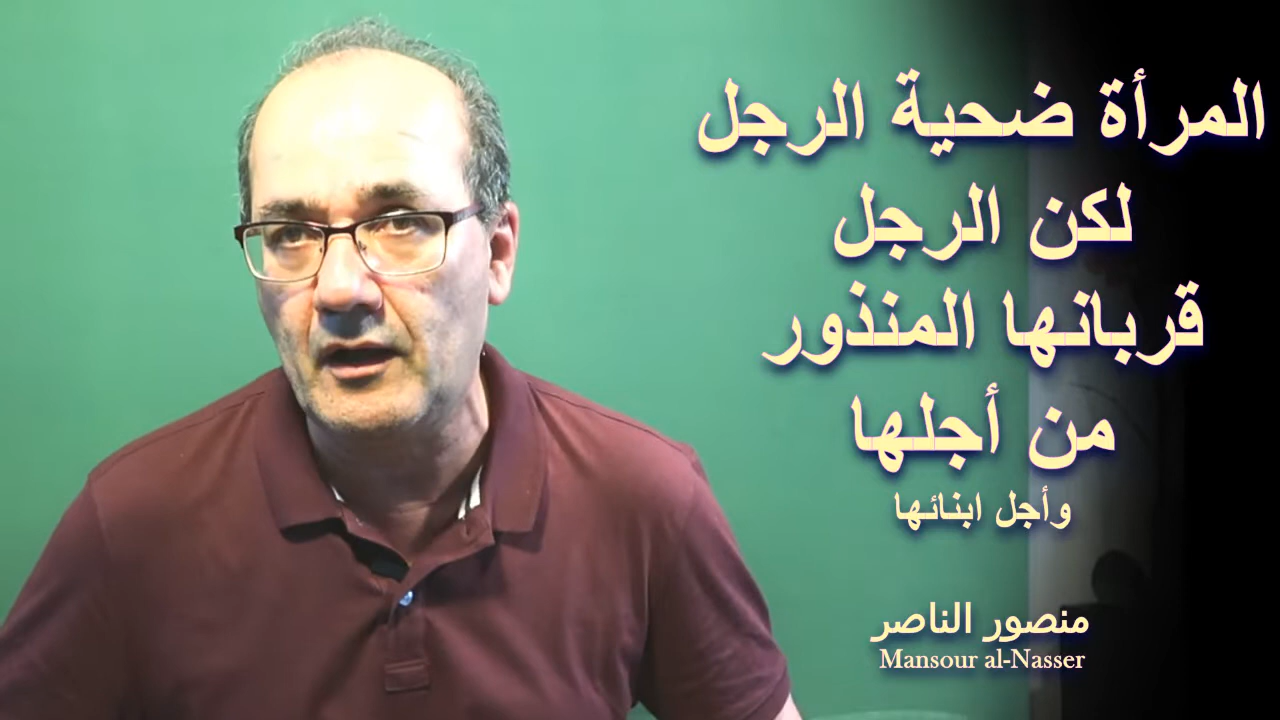 المرأة ضحية الرجل
لكن الرجل
قربانها المنذور
من أجلها
وأجل ابنائها
منصور الناصر
Mansour al-Nasser